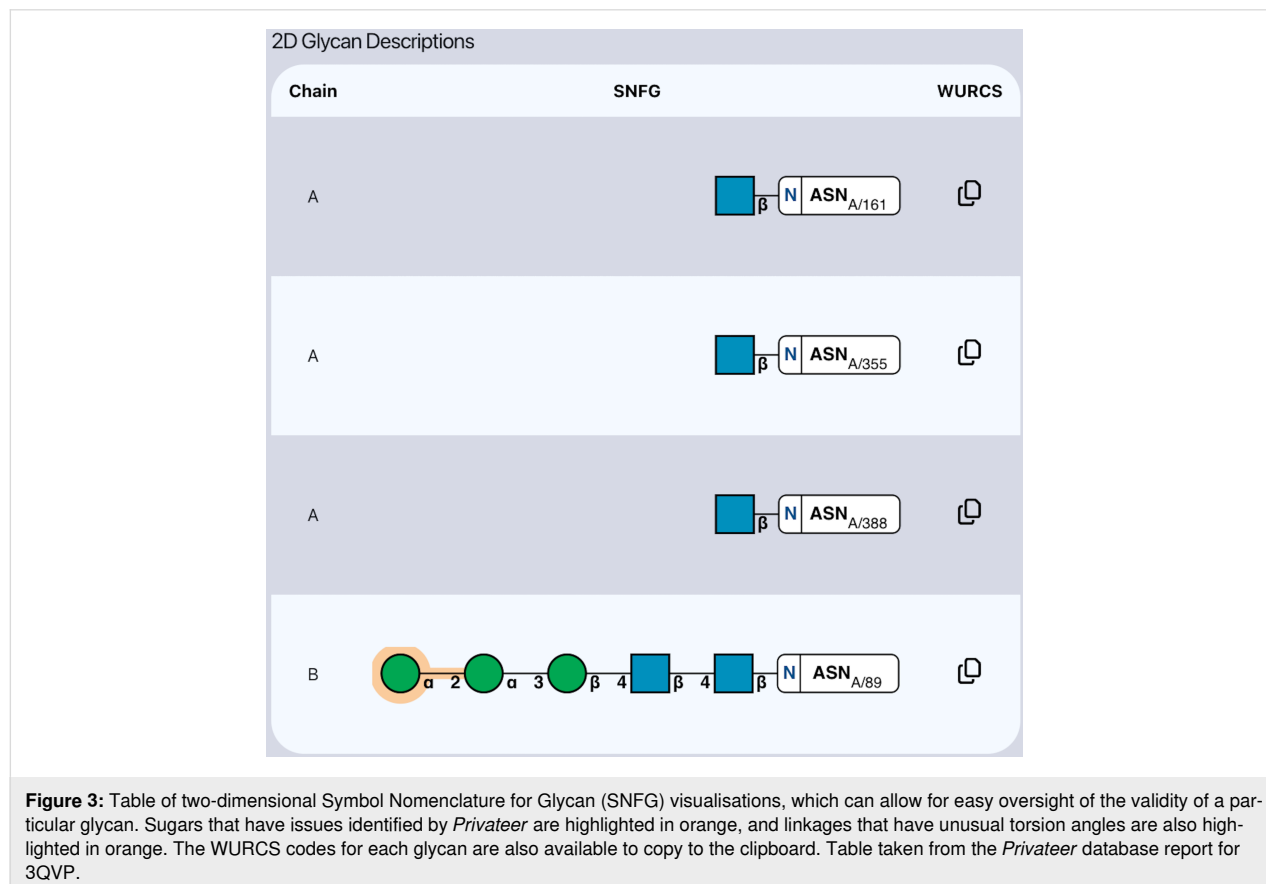 2D Glycan Descriptions
Chain SNFG WURCS
A β N ASN A/161
A β N ASN A/355
A β N ASN A/388
B α 2 α 3 β 4 β 4 β N ASN A/89
Figure 3: Table of two-dimensional Symbol Nomenclature for Glycan (SNFG) visualisations, which can allow for easy oversight of the validity of a par-
ticular glycan. Sugars that have issues identified by Privateer are highlighted in orange, and linkages that have unusual torsion angles are also high-
lighted in orange. The WURCS codes for each glycan are also available to copy to the clipboard. Table taken from the Privateer database report for
3QVP.